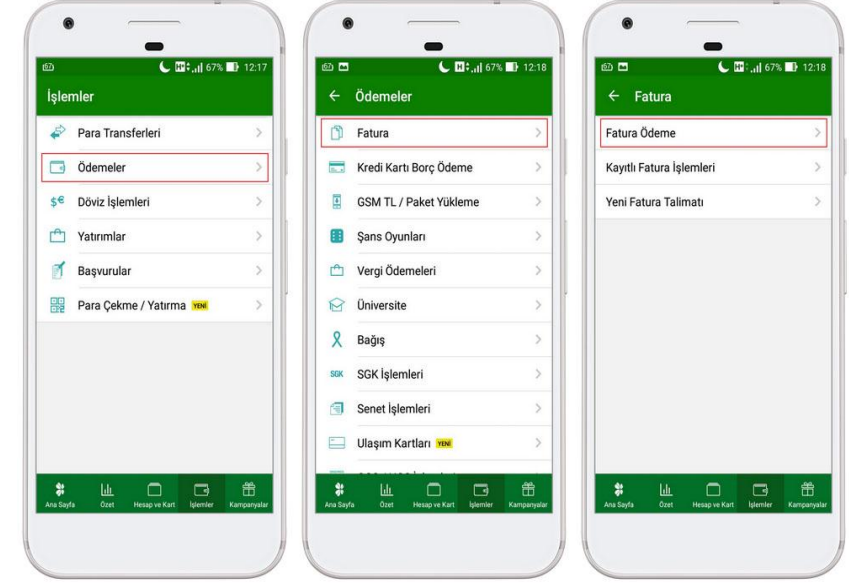 67% 12:17
İşlemler
Para Transferleri
Ödemeler
$€ Döviz İşlemleri
Yatırımlar
Başvurular
Para Çekme / Yatırma YENİ
Ana Sayfa Özet Hesap ve Kart İşlemler Kampanyalar
H 67% 12:18
Ödemeler
Fatura
Kredi Kartı Borç Ödeme
GSM TL / Paket Yükleme
Şans Oyunları
Vergi Ödemeleri
Üniversite
Bağış
SGK SGK İşlemleri
Senet İşlemleri
Ulaşım Kartları YENİ
Ana Sayfa Özet Hesap ve Kart İşlemler Kampanyalar
67% 12:18
Fatura
Fatura Ödeme
Kayıtlı Fatura İşlemleri
Yeni Fatura Talimatı
Ana Sayfa Özet Hesap ve Kart İşlemler Kampanyalar